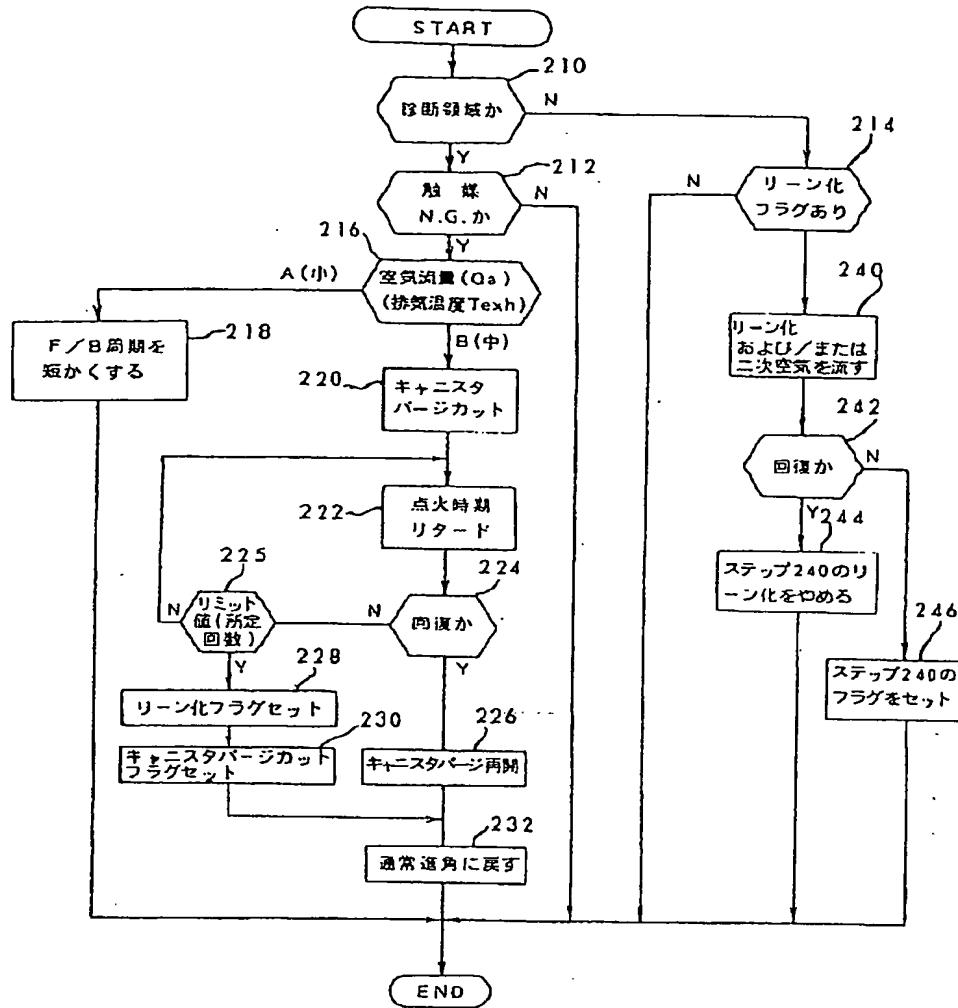 START
210
診断領域か
N
Y
214
リーン化
フラグあり
N
212
触媒
N.G.か
N
Y
216
空気流量(Qa)
(排気温度Texh)
A(小)
B(中)
218
F/B周期を
短かくする
220
キャニスタ
パージカット
222
点火時期
リタード
224
回復か
N
Y
225
リミット
値(所定
回数)
N
Y
228
リーン化フラグセット
230
キャニスタパージカット
フラグセット
226
キャニスタパージ再開
232
通常進角に戻す
240
リーン化
および/または
二次空気を流す
242
回復か
N
Y
244
ステップ240のリ
ーン化をやめる
246
ステップ240の
フラグをセット
END